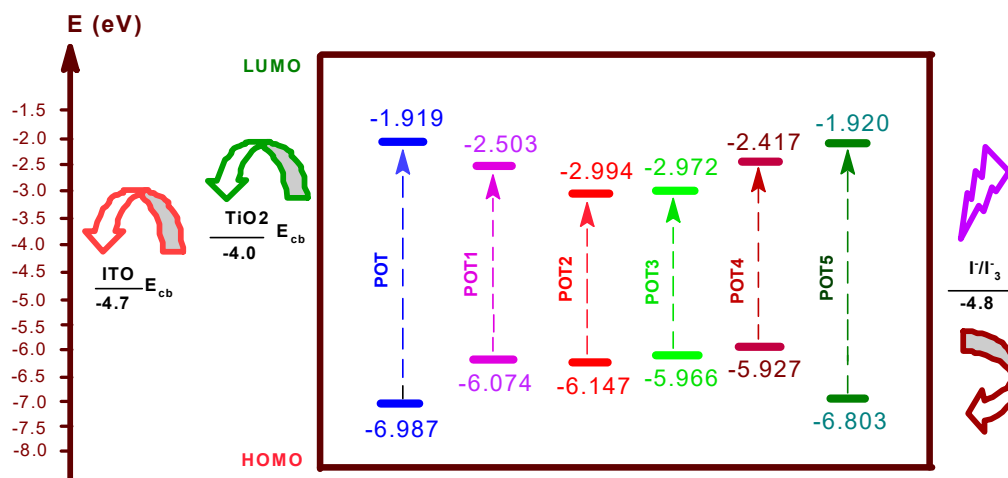 E (eV)
LUMO
-1.5
-2.0
-2.5
-3.0
-3.5
-4.0
-4.5
-5.0
-5.5
-6.0
-6.5
-7.0
-7.5
-8.0
ITO
-4.7
E_cb
TiO2
-4.0
E_cb
-1.919
POT
-6.987
-2.503
POT1
-6.074
-2.994
POT2
-6.147
-2.972
POT3
-5.966
-2.417
POT4
-5.927
-1.920
POT5
-6.803
I⁻/I⁻₃
-4.8
HOMO